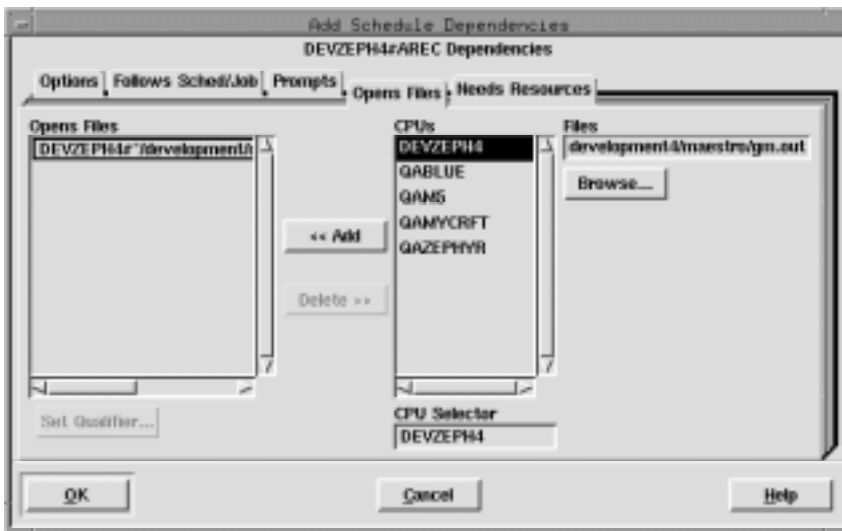 Add Schedule Dependencies
DEVZEPH4#AREC Dependencies
Options Follows Sched/Job Prompts Opens Files Needs Resources
Opens Files CPUs Files
DEVZEPH4#"/development/ DEVZEPH4 development4/maestro/gm.out
QABLUE Browse...
QAM5
<< Add QAMYCRFT
QAZEPHYR
Delete >>
Set Qualifier... CPU Selector
DEVZEPH4
OK Cancel Help